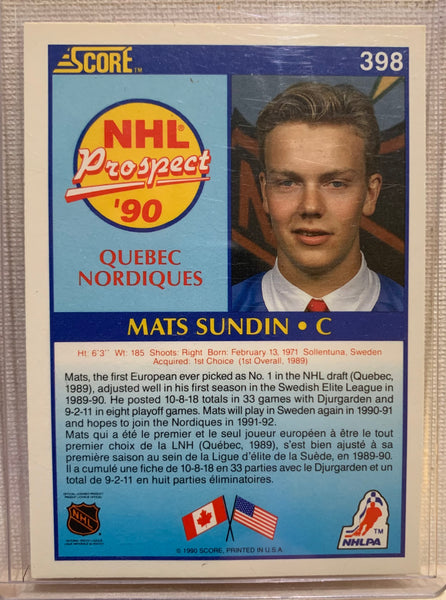 SCORE™
398
NHL®
Prospect
'90
QUEBEC
NORDIQUES
MATS SUNDIN • C
Ht: 6'3" Wt: 185 Shoots: Right Born: February 13, 1971 Sollentuna, Sweden
Acquired: 1st Choice (1st Overall, 1989)
Mats, the first European ever picked as No. 1 in the NHL draft (Quebec,
1989), adjusted well in his first season in the Swedish Elite League in
1989-90. He posted 10-8-18 totals in 33 games with Djurgarden and
9-2-11 in eight playoff games. Mats will play in Sweden again in 1990-91
and hopes to join the Nordiques in 1991-92.
Mats qui a été le premier et le seul joueur européen à être le tout
premier choix de la LNH (Québec, 1989), s'est bien ajusté à sa
première saison au sein de la Ligue d'élite de la Suède, en 1989-90.
Il a cumulé une fiche de 10-8-18 en 33 parties avec le Djurgarden et un
total de 9-2-11 en huit parties éliminatoires.
NHL
NHLPA
™
© 1990 SCORE, PRINTED IN U.S.A.